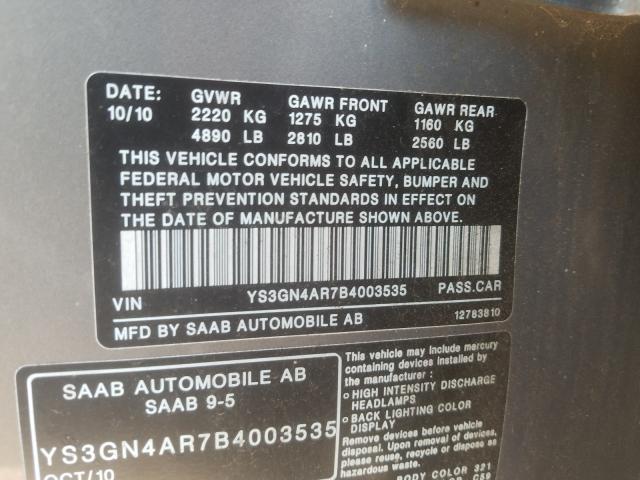 DATE: GVWR GAWR FRONT GAWR REAR
10/10 2220 KG 1275 KG 1160 KG
4890 LB 2810 LB 2560 LB
THIS VEHICLE CONFORMS TO ALL APPLICABLE
FEDERAL MOTOR VEHICLE SAFETY, BUMPER AND
THEFT PREVENTION STANDARDS IN EFFECT ON
THE DATE OF MANUFACTURE SHOWN ABOVE.
VIN YS3GN4AR7B4003535 PASS.CAR
MFD BY SAAB AUTOMOBILE AB 12783810
SAAB AUTOMOBILE AB
SAAB 9-5
YS3GN4AR7B4003535
OCT/10
This vehicle may include mercury
containing devices installed by
the manufacturer :
o HIGH INTENSITY DISCHARGE
HEADLAMPS
o BACK LIGHTING COLOR
DISPLAY
Remove devices before vehicle
disposal. Upon removal of devices,
please reuse, recycle or dispose as
hazardous waste.
BODY COLOR 321
COLOR C59